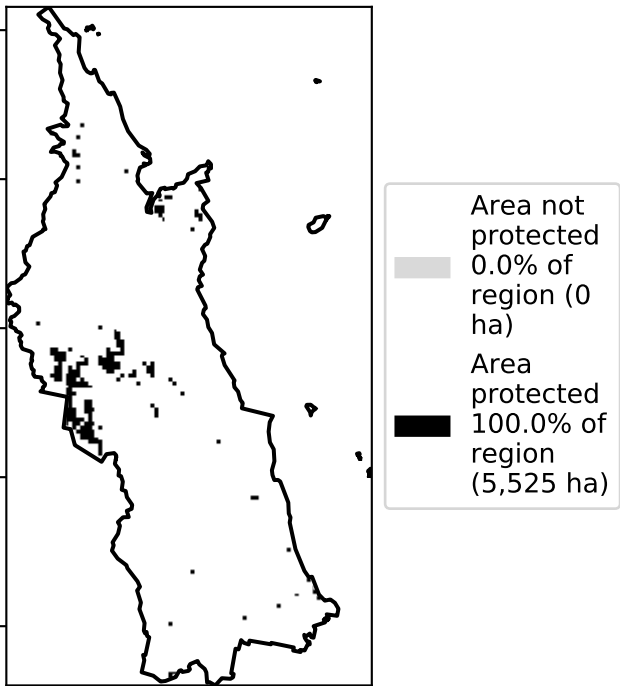 Area not
protected
0.0% of
region (0
ha)
Area
protected
100.0% of
region
(5,525 ha)